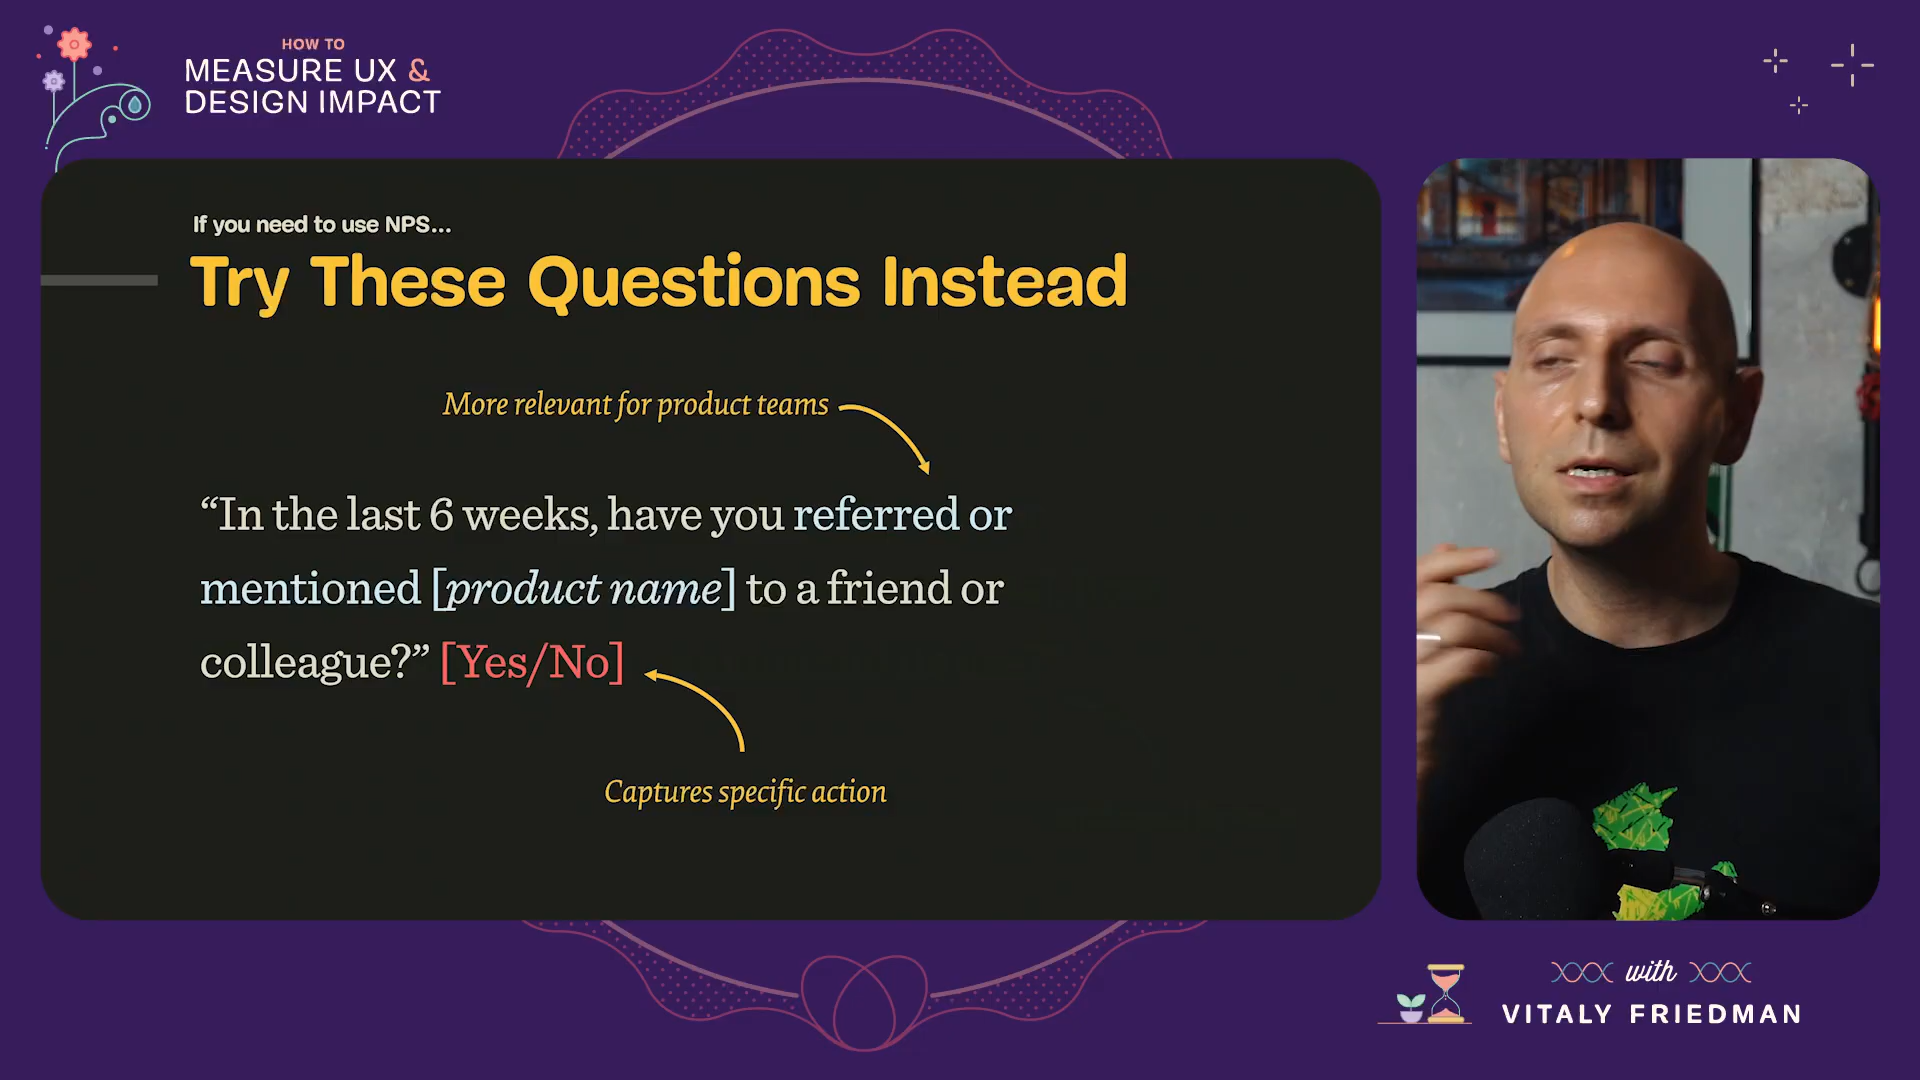 HOW TO
MEASURE UX &
DESIGN IMPACT
If you need to use NPS...
Try These Questions Instead
More relevant for product teams
“In the last 6 weeks, have you referred or
mentioned [product name] to a friend or
colleague?” [Yes/No]
Captures specific action
with
VITALY FRIEDMAN